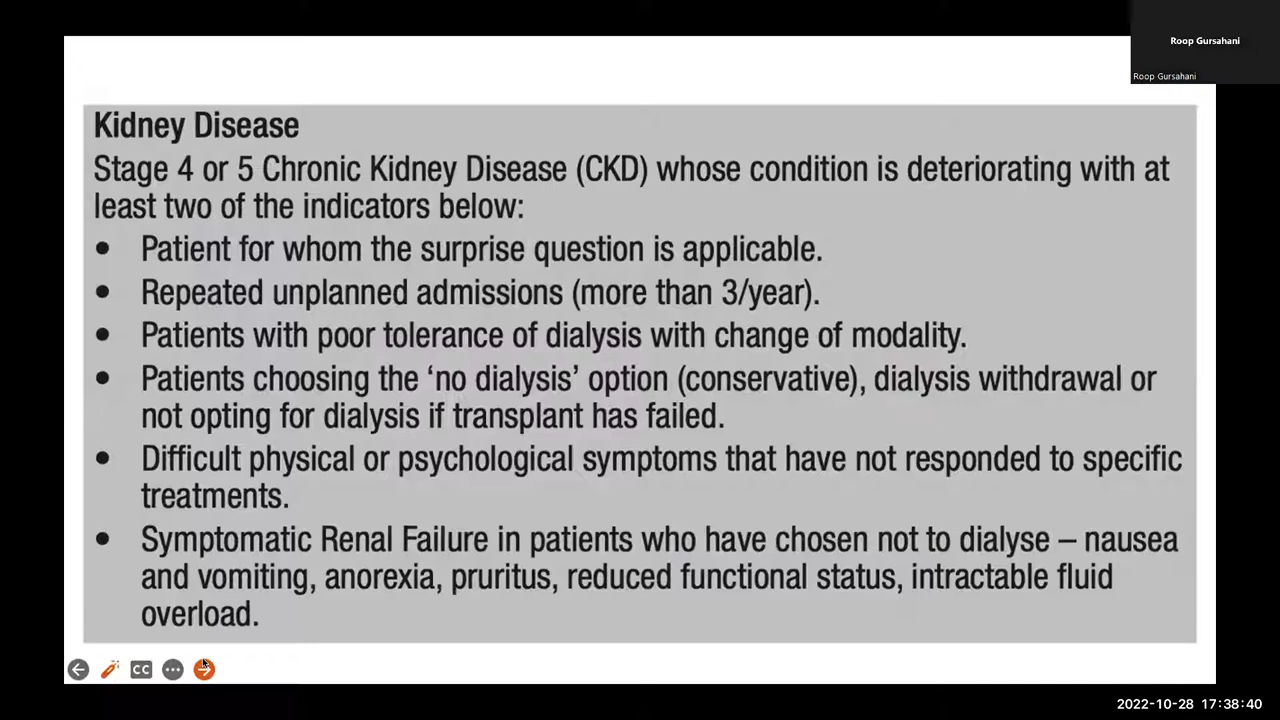 Roop Gursahani
Roop Gursahani
Kidney Disease
Stage 4 or 5 Chronic Kidney Disease (CKD) whose condition is deteriorating with at
least two of the indicators below:
• Patient for whom the surprise question is applicable.
• Repeated unplanned admissions (more than 3/year).
• Patients with poor tolerance of dialysis with change of modality.
• Patients choosing the ‘no dialysis’ option (conservative), dialysis withdrawal or
not opting for dialysis if transplant has failed.
• Difficult physical or psychological symptoms that have not responded to specific
treatments.
• Symptomatic Renal Failure in patients who have chosen not to dialyse – nausea
and vomiting, anorexia, pruritus, reduced functional status, intractable fluid
overload.
CC
2022-10-28 17:38:40